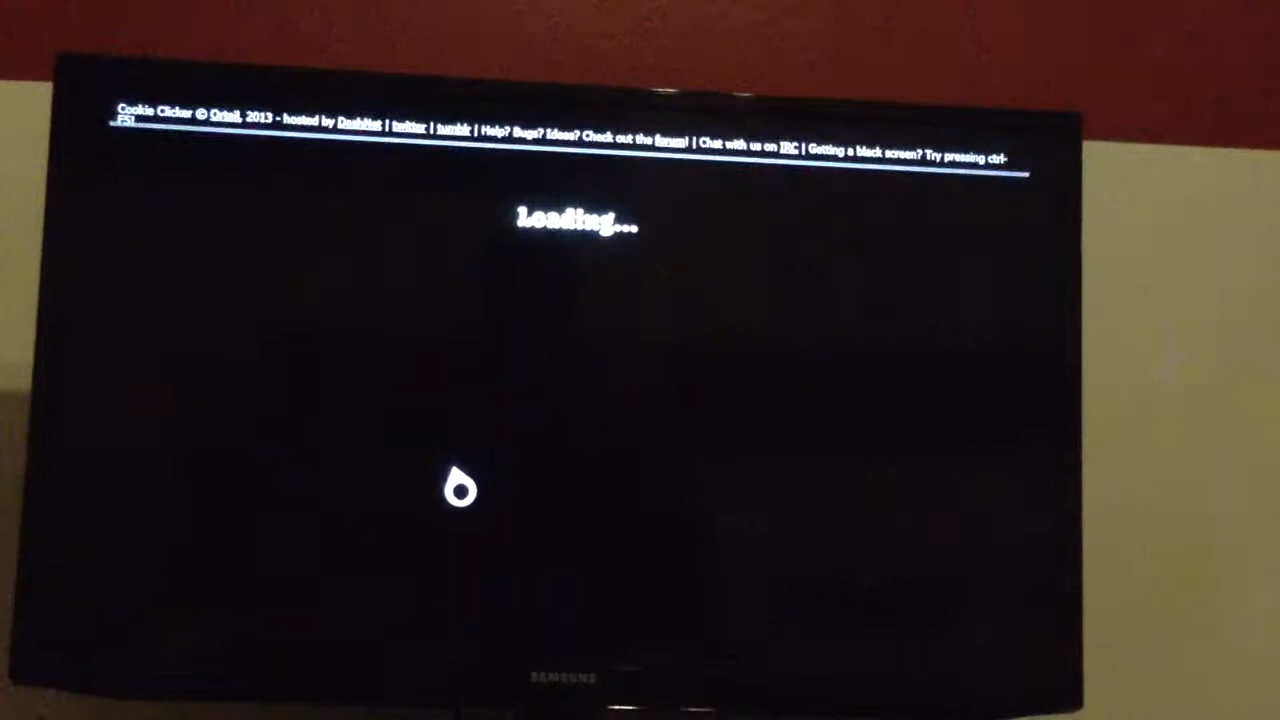 Cookie Clicker © Orteil, 2013 - hosted by DashNet | twitter | tumblr | Help? Bugs? Ideas? Check out the forum! | Chat with us on IRC | Getting a black screen? Try pressing ctrl-
F5!
Loading...
SAMSUNG